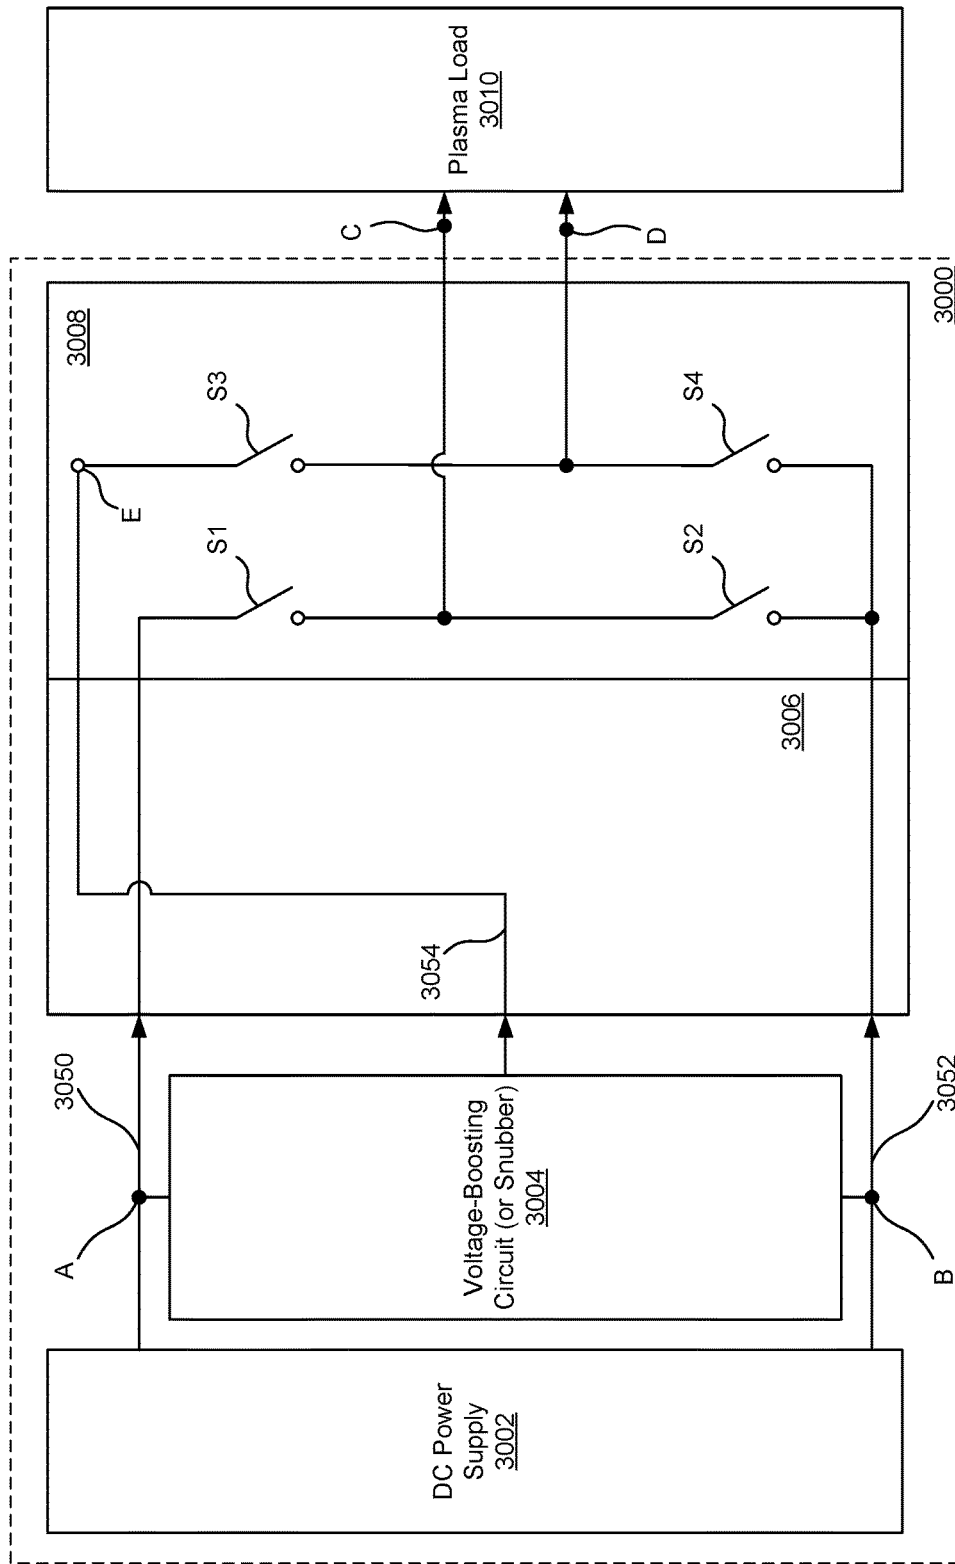 DC Power
Supply
3002
A
3050
Voltage-Boosting
Circuit (or Snubber)
3004
B
3052
3054
3006
3008
E
S1
S3
S2
S4
C
D
Plasma Load
3010
3000